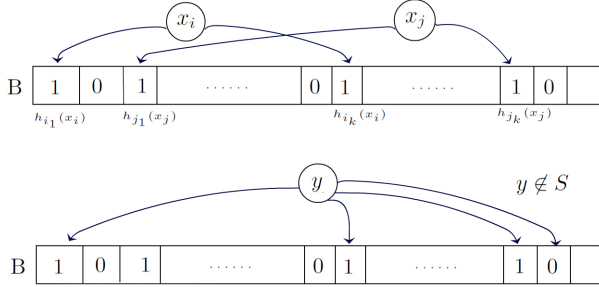 x_i x_j
B 1 0 1 ...... 0 1 ...... 1 0
h_{i_1}(x_i) h_{j_1}(x_j) h_{i_k}(x_i) h_{j_k}(x_j)
y y ∉ S
B 1 0 1 ...... 0 1 ...... 1 0